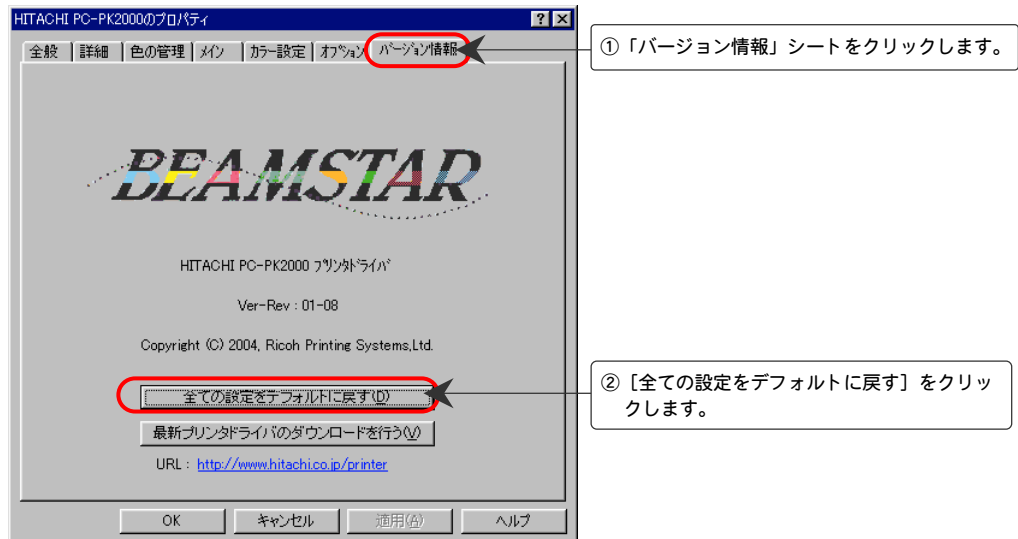 HITACHI PC-PK2000のプロパティ
全般 詳細 色の管理 メイン カラー設定 オプション バージョン情報
①「バージョン情報」シートをクリックします。
BEAMSTAR
HITACHI PC-PK2000 プリンタドライバ
Ver-Rev : 01-08
Copyright (C) 2004, Ricoh Printing Systems,Ltd.
全ての設定をデフォルトに戻す(D)
②［全ての設定をデフォルトに戻す］をクリッ
クします。
最新プリンタドライバのダウンロードを行う(V)
URL : http://www.hitachi.co.jp/printer
OK キャンセル 適用(A) ヘルプ